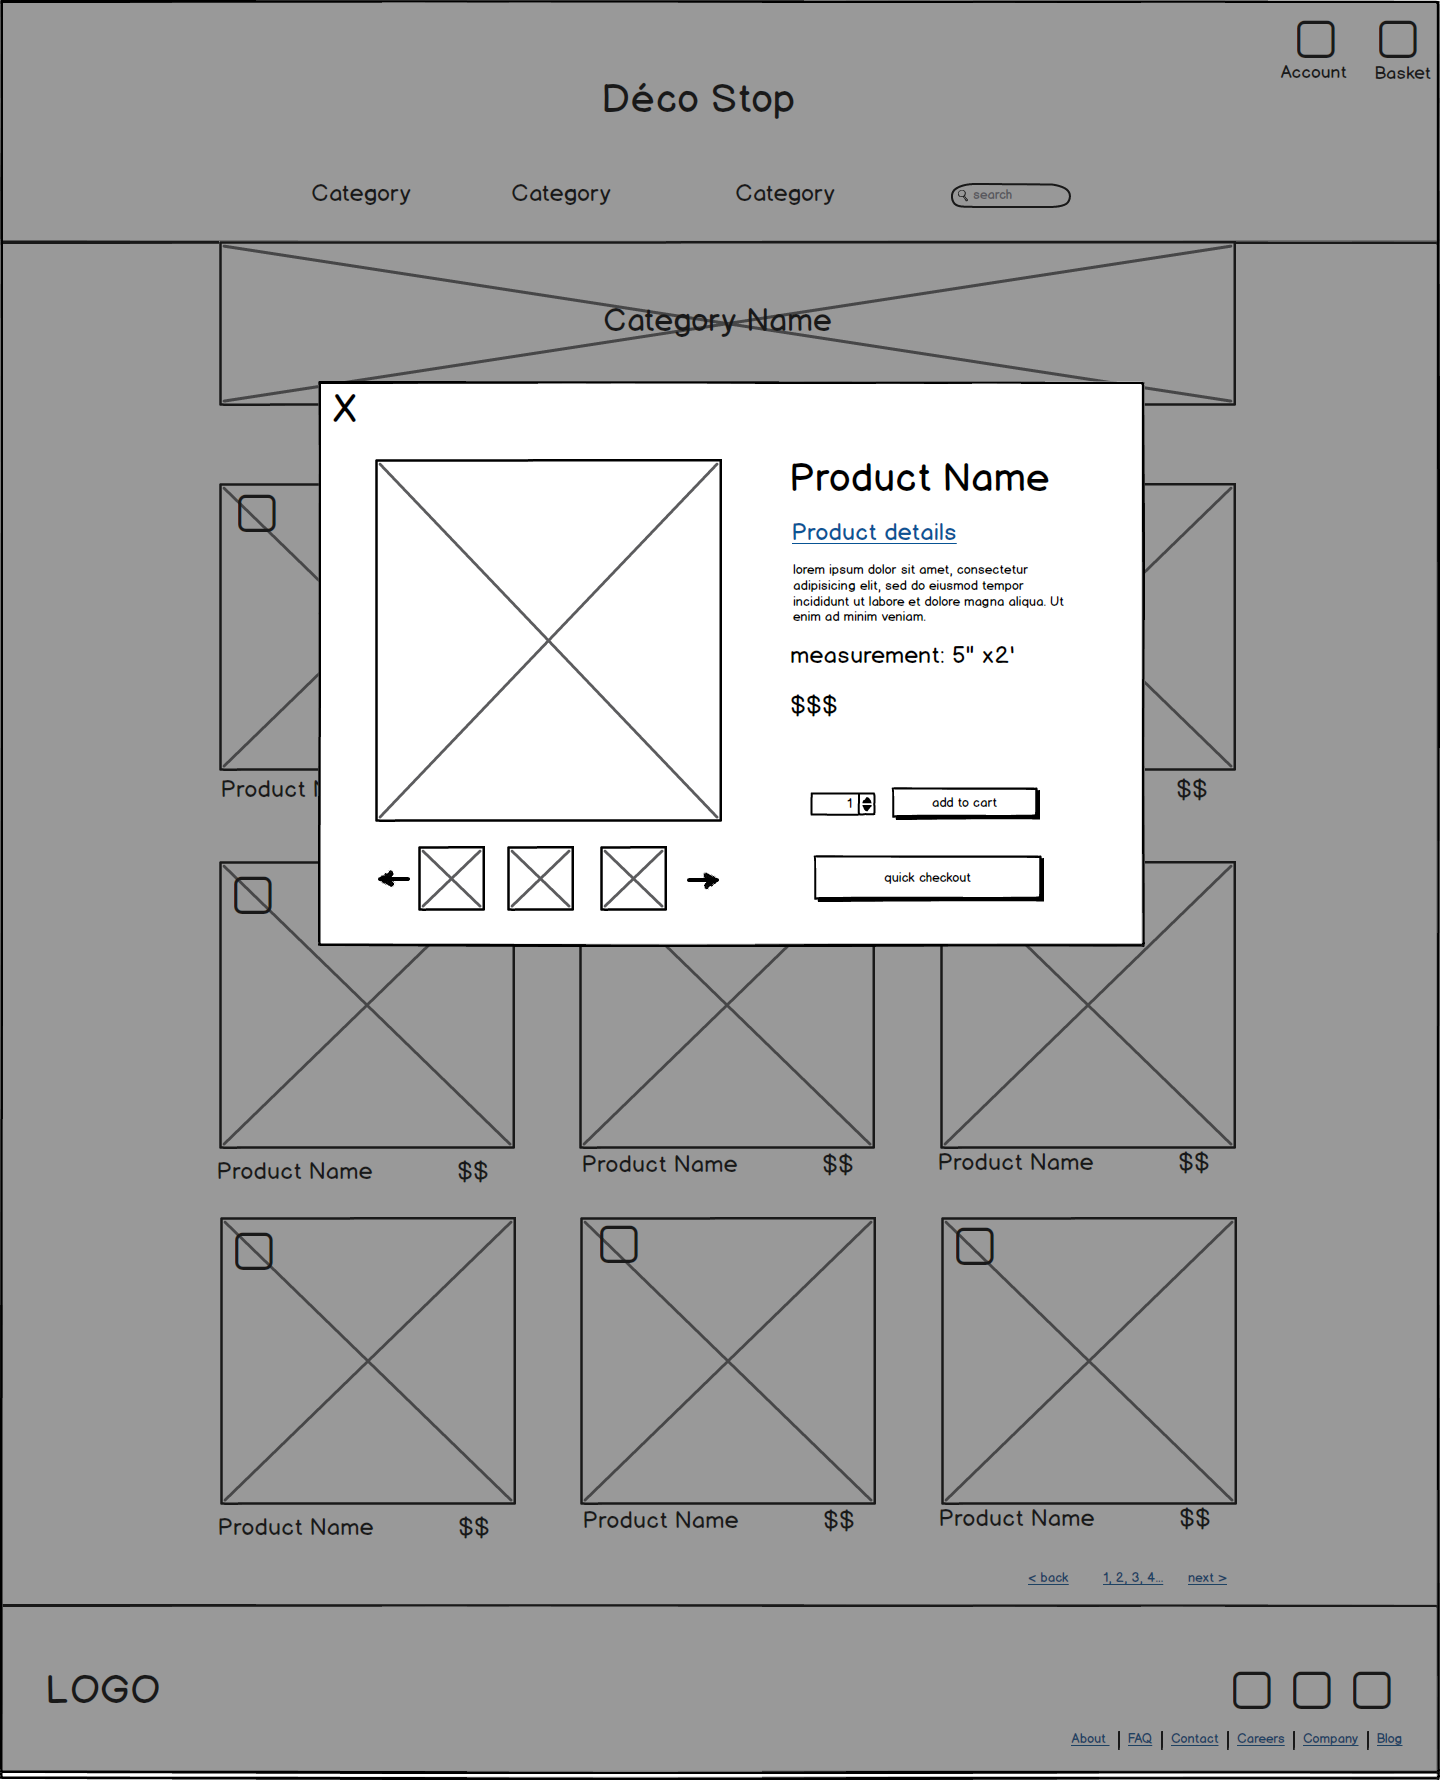 Account Basket
Déco Stop
Category Category Category search
Category Name
X
Product Name
Product details
lorem ipsum dolor sit amet, consectetur
adipisicing elit, sed do eiusmod tempor
incididunt ut labore et dolore magna aliqua. Ut
enim ad minim veniam.
measurement: 5" x2'
$$$
1 add to cart
quick checkout
Product $$
Product Name $$ Product Name $$ Product Name $$
Product Name $$ Product Name $$ Product Name $$
< back 1, 2, 3, 4... next >
LOGO
About | FAQ | Contact | Careers | Company | Blog